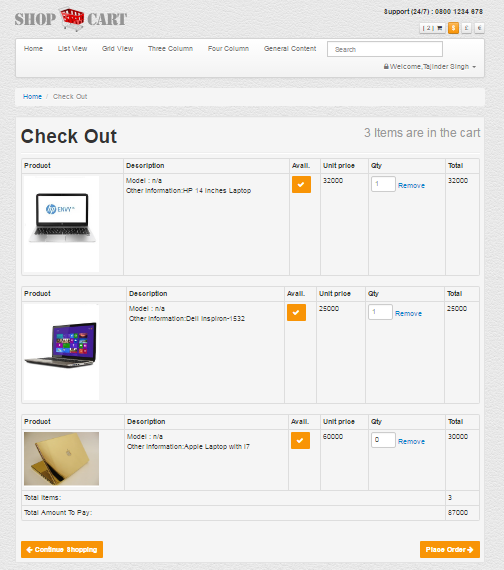 SHOP CART
Support (24/7) : 0800 1234 678
[ 2 ] $ £ €
Home List View Grid View Three Column Four Column General Content Search
Welcome,Tajinder Singh
Home / Check Out
Check Out
3 Items are in the cart
Product Description Avail. Unit price Qty Total
Model : n/a
Other Information:HP 14 inches Laptop
32000 1 Remove 32000
hp ENVY
Product Description Avail. Unit price Qty Total
Model : n/a
Other Information:Dell Inspiron-1532
25000 1 Remove 25000
Product Description Avail. Unit price Qty Total
Model : n/a
Other Information:Apple Laptop with i7
60000 0 Remove 30000
Total Items: 3
Total Amount To Pay: 87000
Continue Shopping
Place Order